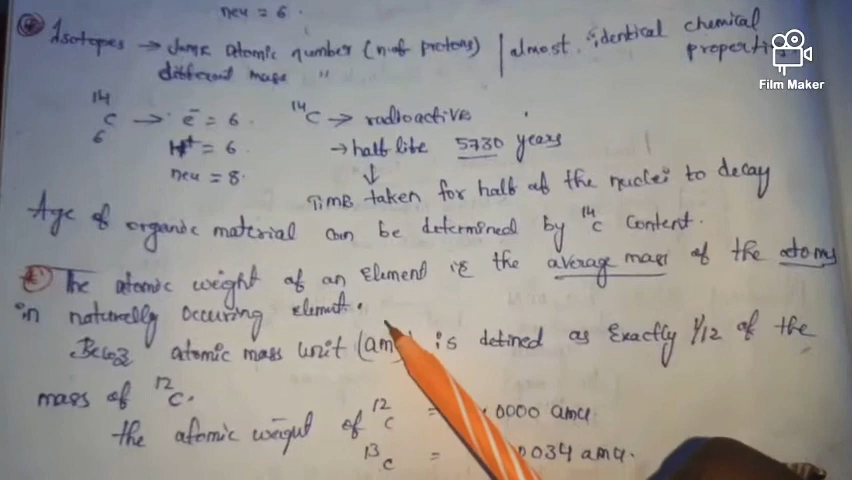 neu = 6.
Isotopes → Same atomic number (n.of protons) | almost identical chemical
different mass " properti
Film Maker
14
C → e⁻ = 6 ¹⁴C → radioactive
6
H⁺ = 6 → half life 5730 years
neu = 8. ↓
Time taken for half of the nuclei to decay
Age of organic material can be determined by ¹⁴C content.
The atomic weight of an Element is the average mass of the atoms
in naturally occuring element.
atomic mass unit (am is defined as Exactly 1/12 of the
mass of ¹²C.
the atomic weight of ¹²C = .0000 amu
¹³C = 0034 amu.